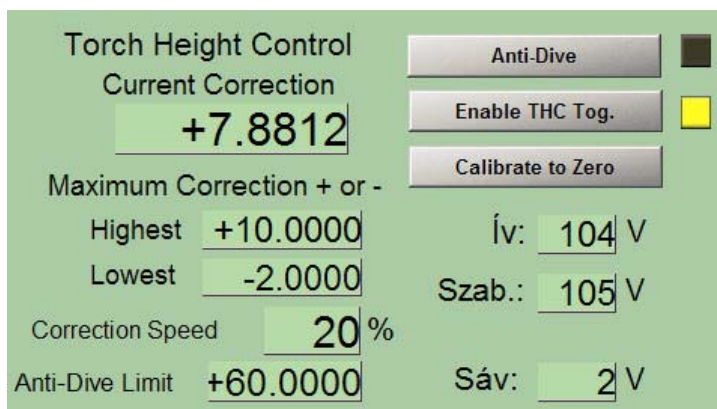 Torch Height Control
Current Correction
+7.8812
Maximum Correction + or -
Highest +10.0000
Lowest -2.0000
Correction Speed 20 %
Anti-Dive Limit +60.0000
Anti-Dive
Enable THC Tog.
Calibrate to Zero
Ív: 104 V
Szab.: 105 V
Sáv: 2 V